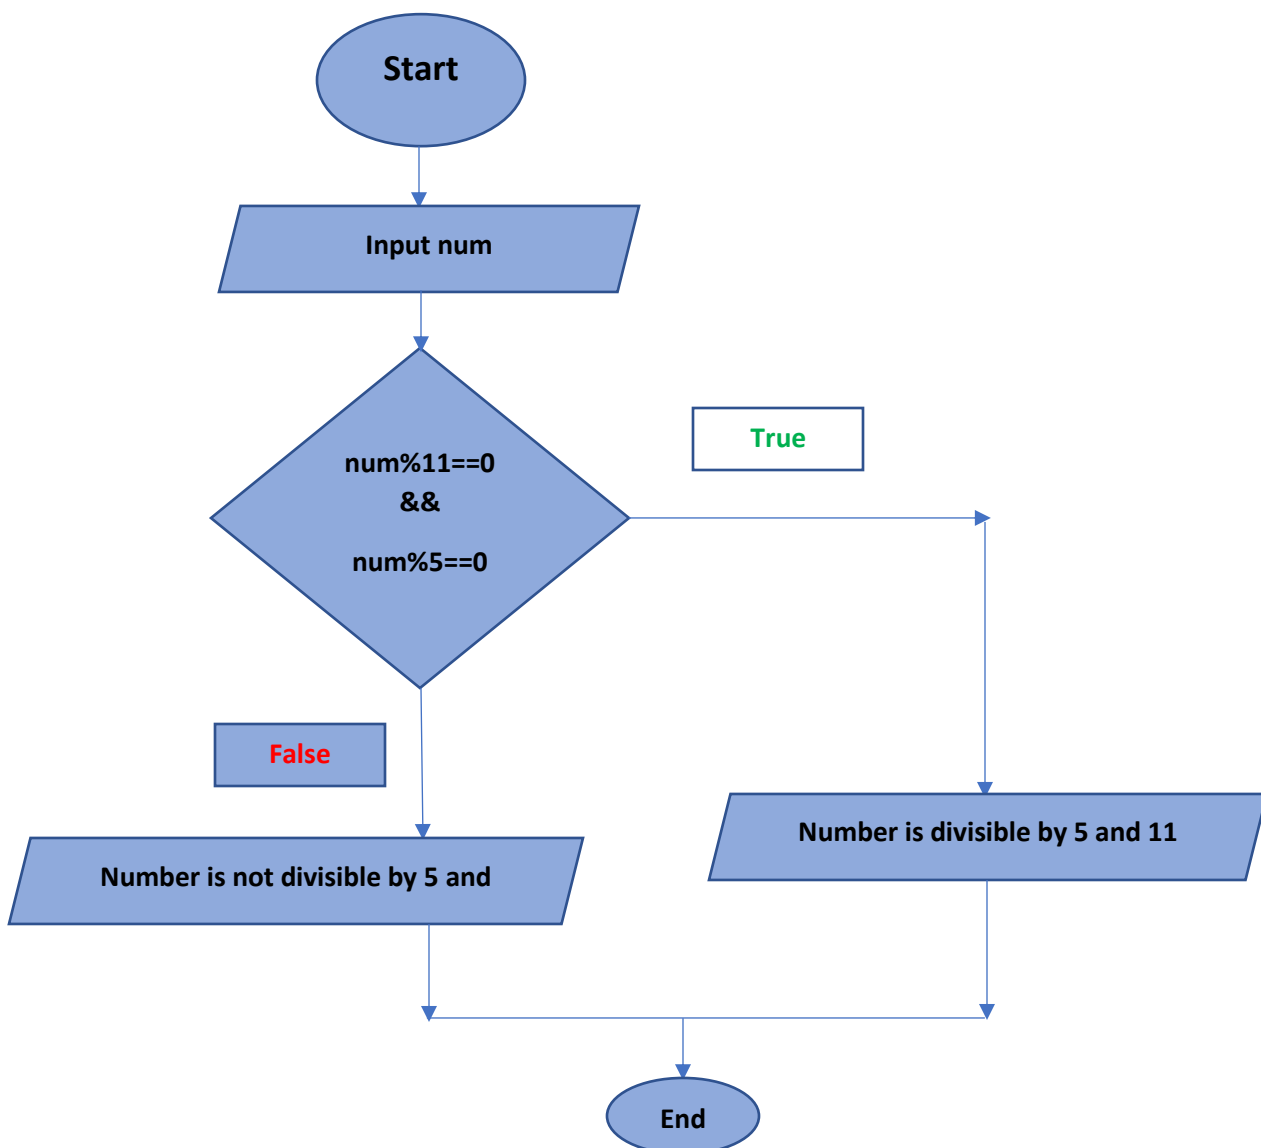 Start
Input num
num%11==0
&&
num%5==0
True
False
Number is divisible by 5 and 11
Number is not divisible by 5 and
End